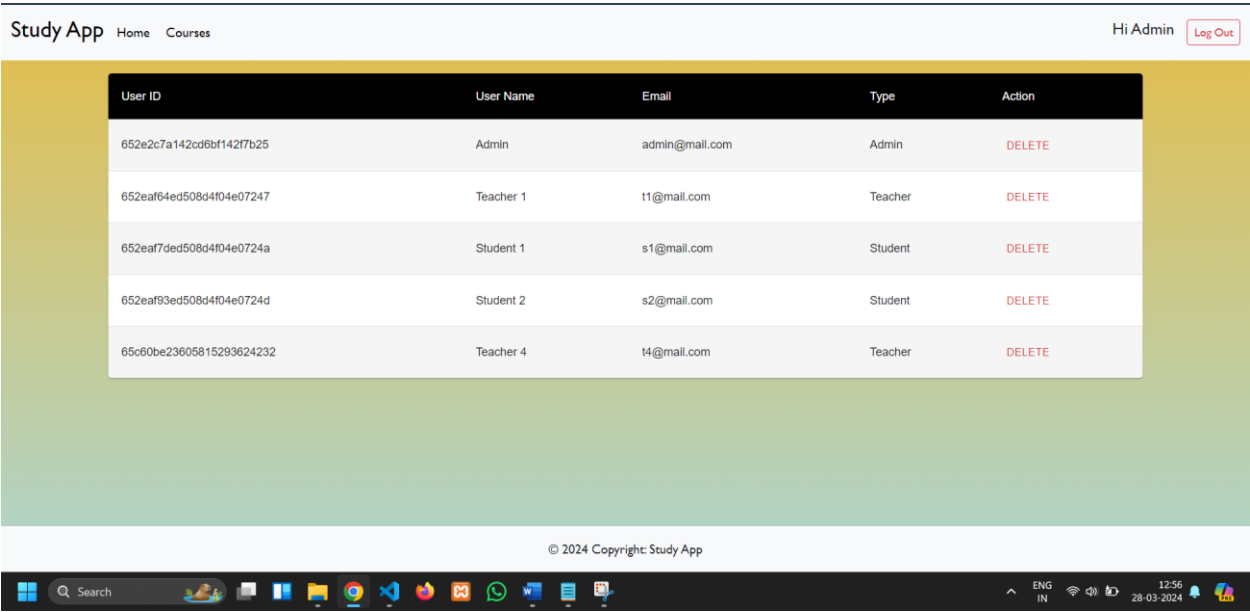 Study App Home Courses Hi Admin Log Out
User ID User Name Email Type Action
652e2c7a142cd6bf142f7b25 Admin admin@mail.com Admin DELETE
652eaf64ed508d4f04e07247 Teacher 1 t1@mail.com Teacher DELETE
652eaf7ded508d4f04e0724a Student 1 s1@mail.com Student DELETE
652eaf93ed508d4f04e0724d Student 2 s2@mail.com Student DELETE
65c60be23605815293624232 Teacher 4 t4@mail.com Teacher DELETE
© 2024 Copyright: Study App
Search ENG 12:56
IN 28-03-2024